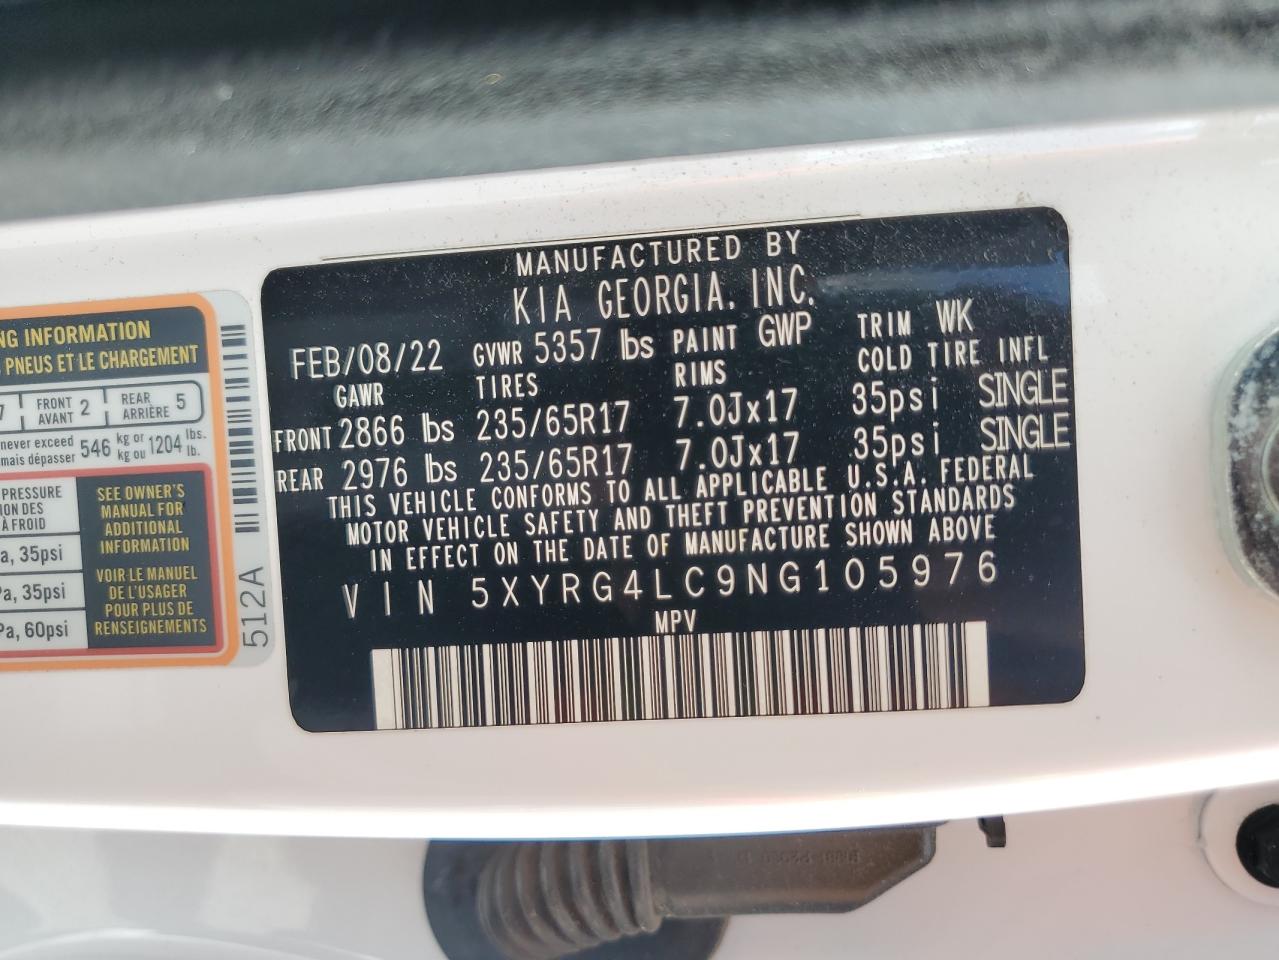 MANUFACTURED BY
KIA GEORGIA, INC.
FEB/08/22 GVWR 5357 lbs PAINT GWP TRIM WK
GAWR TIRES RIMS COLD TIRE INFL
FRONT 2866 lbs 235/65R17 7.0Jx17 35psi SINGLE
REAR 2976 lbs 235/65R17 7.0Jx17 35psi SINGLE
THIS VEHICLE CONFORMS TO ALL APPLICABLE U.S.A. FEDERAL
MOTOR VEHICLE SAFETY AND THEFT PREVENTION STANDARDS
IN EFFECT ON THE DATE OF MANUFACTURE SHOWN ABOVE
VIN 5XYRG4LC9NG105976
MPV
NG INFORMATION
PNEUS ET LE CHARGEMENT
7 FRONT AVANT 2 REAR ARRIÈRE 5
never exceed mais dépasser 546 kg or kg ou 1204 lbs. lb.
PRESSURE
ION DES
À FROID
a, 35psi
Pa, 35psi
Pa, 60psi
SEE OWNER'S
MANUAL FOR
ADDITIONAL
INFORMATION
VOIR LE MANUEL
DE L'USAGER
POUR PLUS DE
RENSEIGNEMENTS
512A